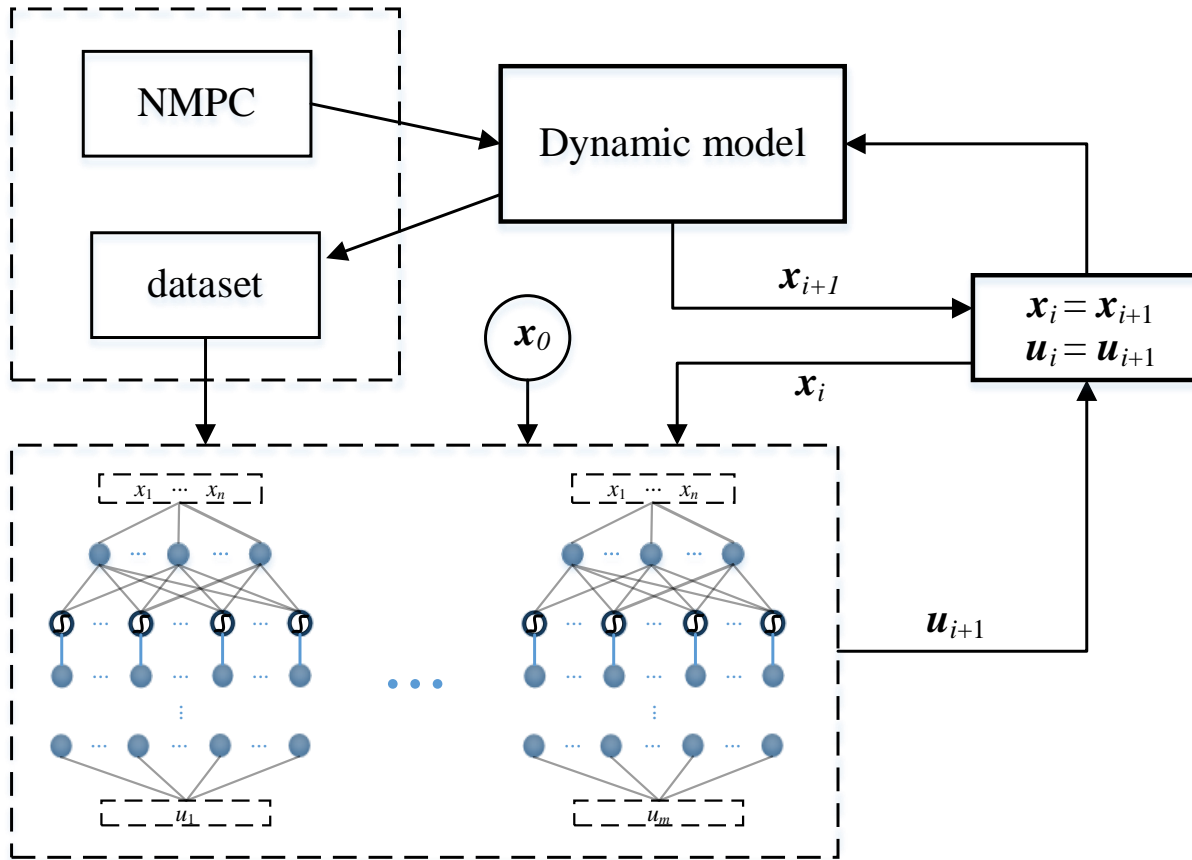 NMPC
Dynamic model
dataset
x_{i+1}
x_0
x_i = x_{i+1}
u_i = u_{i+1}
x_i
x_1 ... x_n
x_1 ... x_n
u_{i+1}
u_1
u_m